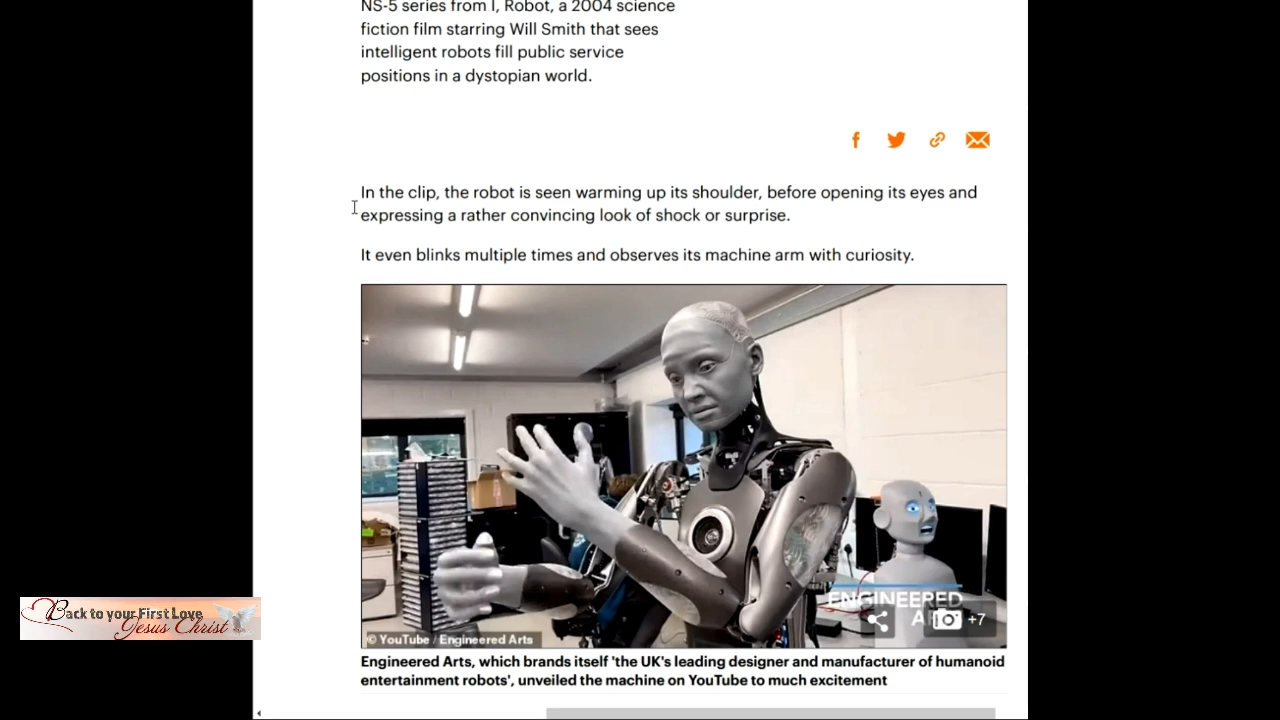 NS-5 series from I, Robot, a 2004 science
fiction film starring Will Smith that sees
intelligent robots fill public service
positions in a dystopian world.
In the clip, the robot is seen warming up its shoulder, before opening its eyes and
expressing a rather convincing look of shock or surprise.
It even blinks multiple times and observes its machine arm with curiosity.
ENGINEERED
A
+7
© YouTube / Engineered Arts
Back to your First Love
Jesus Christ
Engineered Arts, which brands itself 'the UK's leading designer and manufacturer of humanoid
entertainment robots', unveiled the machine on YouTube to much excitement